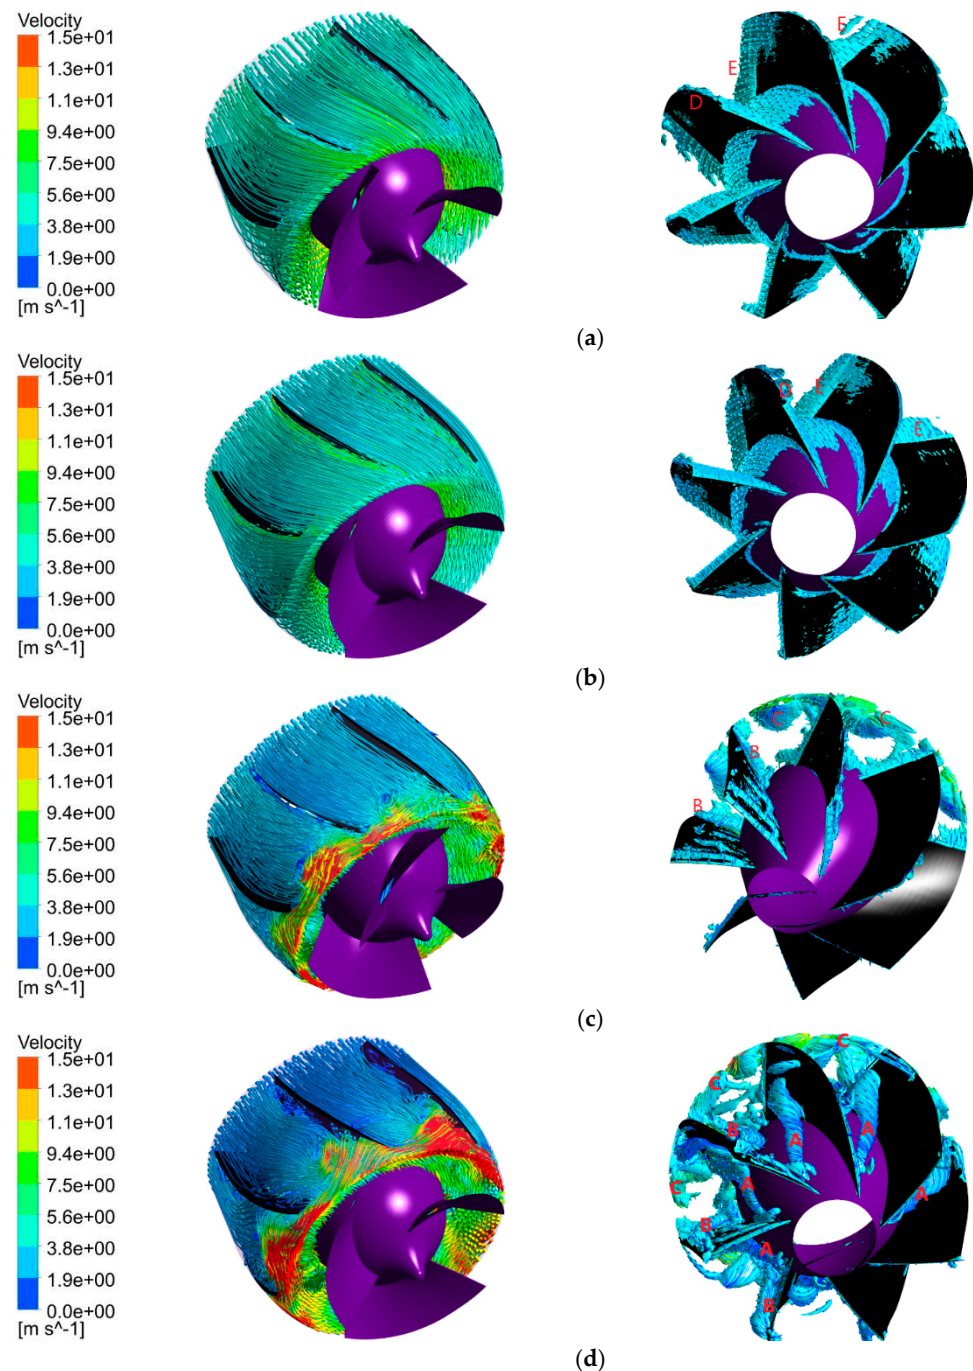 Velocity
1.5e+01
1.3e+01
1.1e+01
9.4e+00
7.5e+00
5.6e+00
3.8e+00
1.9e+00
0.0e+00
[m s^-1]
E
E
D
(a)
Velocity
1.5e+01
1.3e+01
1.1e+01
9.4e+00
7.5e+00
5.6e+00
3.8e+00
1.9e+00
0.0e+00
[m s^-1]
D E
E
(b)
Velocity
1.5e+01
1.3e+01
1.1e+01
9.4e+00
7.5e+00
5.6e+00
3.8e+00
1.9e+00
0.0e+00
[m s^-1]
C C
B
B
(c)
Velocity
1.5e+01
1.3e+01
1.1e+01
9.4e+00
7.5e+00
5.6e+00
3.8e+00
1.9e+00
0.0e+00
[m s^-1]
C
C
B A A
C A A
B
A
B
(d)